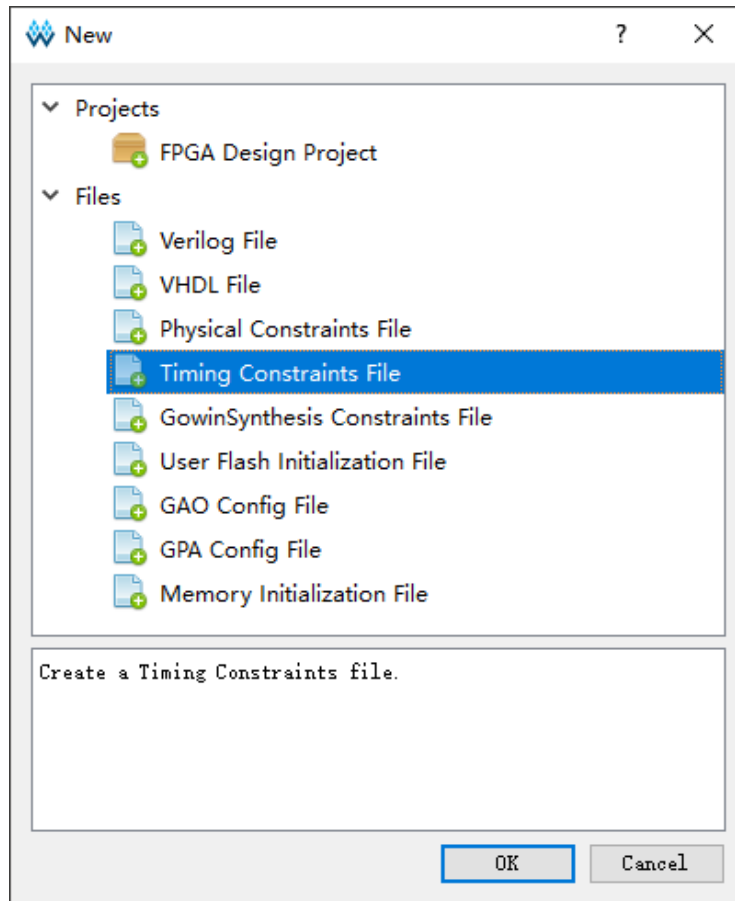 New
Projects
FPGA Design Project
Files
Verilog File
VHDL File
Physical Constraints File
Timing Constraints File
GowinSynthesis Constraints File
User Flash Initialization File
GAO Config File
GPA Config File
Memory Initialization File
Create a Timing Constraints file.
OK Cancel